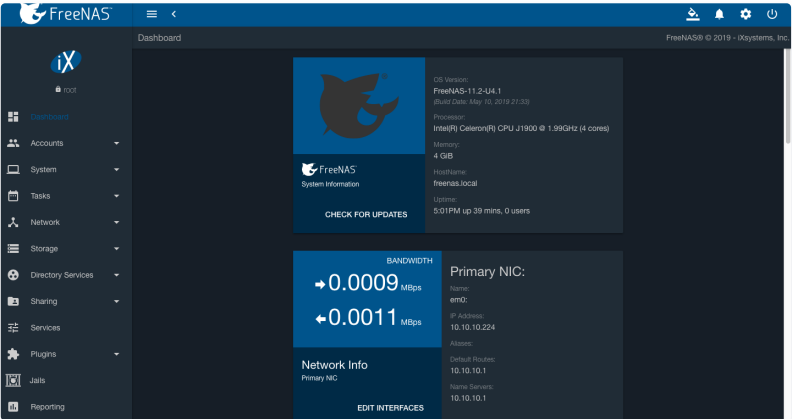 FreeNAS
Dashboard
FreeNAS® © 2019 - iXsystems, Inc.
iX
root
Dashboard
Accounts
System
Tasks
Network
Storage
Directory Services
Sharing
Services
Plugins
Jails
Reporting
FreeNAS
System Information
CHECK FOR UPDATES
OS Version:
FreeNAS-11.2-U4.1
(Build Date: May 10, 2019 21:33)
Processor:
Intel(R) Celeron(R) CPU J1900 @ 1.99GHz (4 cores)
Memory:
4 GiB
HostName:
freenas.local
Uptime:
5:01PM up 39 mins, 0 users
BANDWIDTH
0.0009 MBps
0.0011 MBps
Network Info
Primary NIC
EDIT INTERFACES
Primary NIC:
Name:
em0:
IP Address:
10.10.10.224
Aliases:
Default Routes:
10.10.10.1
Name Servers:
10.10.10.1